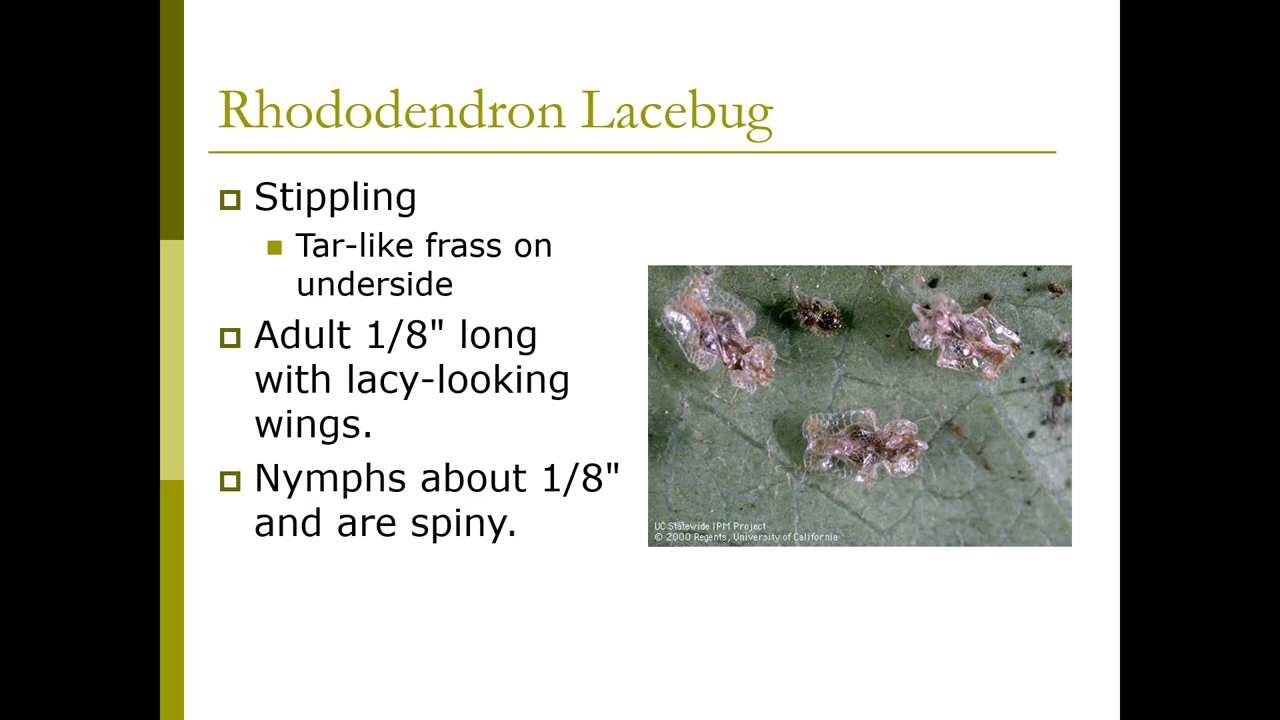 Rhododendron Lacebug
Stippling
Tar-like frass on
underside
Adult 1/8" long
with lacy-looking
wings.
Nymphs about 1/8"
and are spiny.
UC Statewide IPM Project
© 2000 Regents, University of California